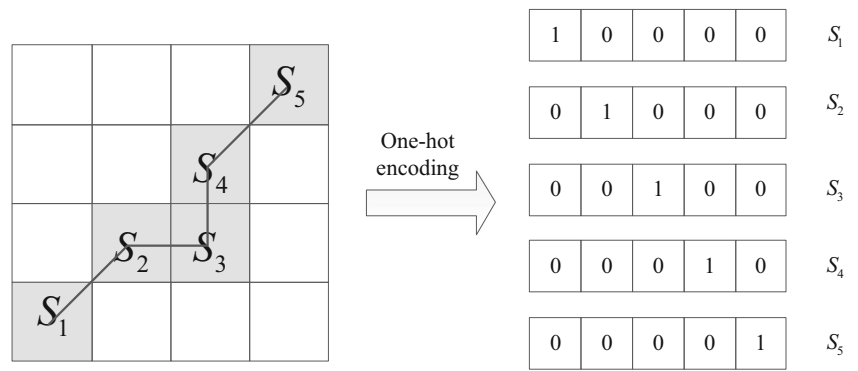 S5
S4
S2 S3
S1
One-hot
encoding
1 0 0 0 0 S1
0 1 0 0 0 S2
0 0 1 0 0 S3
0 0 0 1 0 S4
0 0 0 0 1 S5